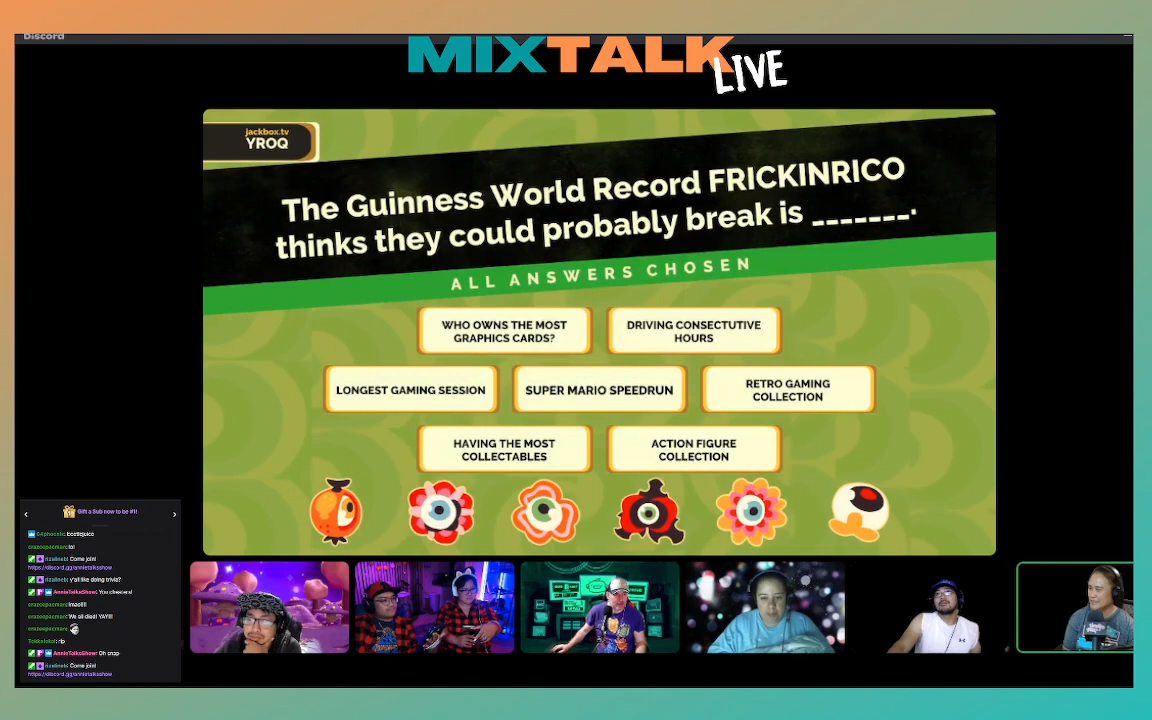 Discord
MIXTALK
LIVE
jackbox.tv
YROQ
The Guinness World Record FRICKINRICO
thinks they could probably break is _______.
ALL ANSWERS CHOSEN
WHO OWNS THE MOST
GRAPHICS CARDS?
DRIVING CONSECTUTIVE
HOURS
LONGEST GAMING SESSION
SUPER MARIO SPEEDRUN
RETRO GAMING
COLLECTION
HAVING THE MOST
COLLECTABLES
ACTION FIGURE
COLLECTION
Gift a Sub now to be #1!
lol
Come join!
https://discord.gg/annietalksshow
y'all like doing trivia?
AnnieTalksShow: You cheaters!
lmao!!!!
We all died! YAY!!!
rip
AnnieTalksShow: Oh snap
Come join!
https://discord.gg/annietalksshow